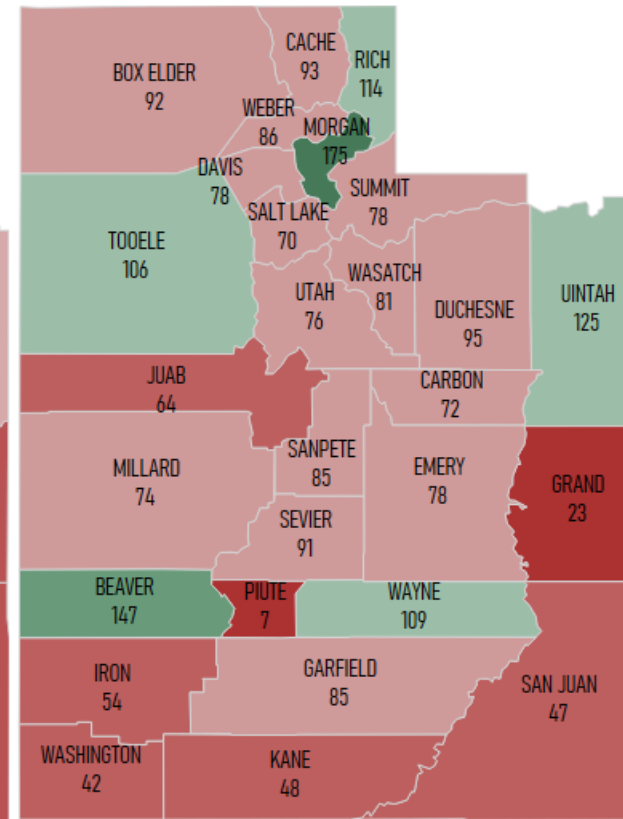 CACHE
93
RICH
114
BOX ELDER
92
WEBER
86
MORGAN
175
DAVIS
78
SUMMIT
78
SALT LAKE
70
TOOELE
106
WASATCH
81
UTAH
76
DUCHESNE
95
UINTAH
125
JUAB
64
CARBON
72
SANPETE
85
MILLARD
74
EMERY
78
GRAND
23
SEVIER
91
BEAVER
147
PIUTE
7
WAYNE
109
IRON
54
GARFIELD
85
SAN JUAN
47
WASHINGTON
42
KANE
48